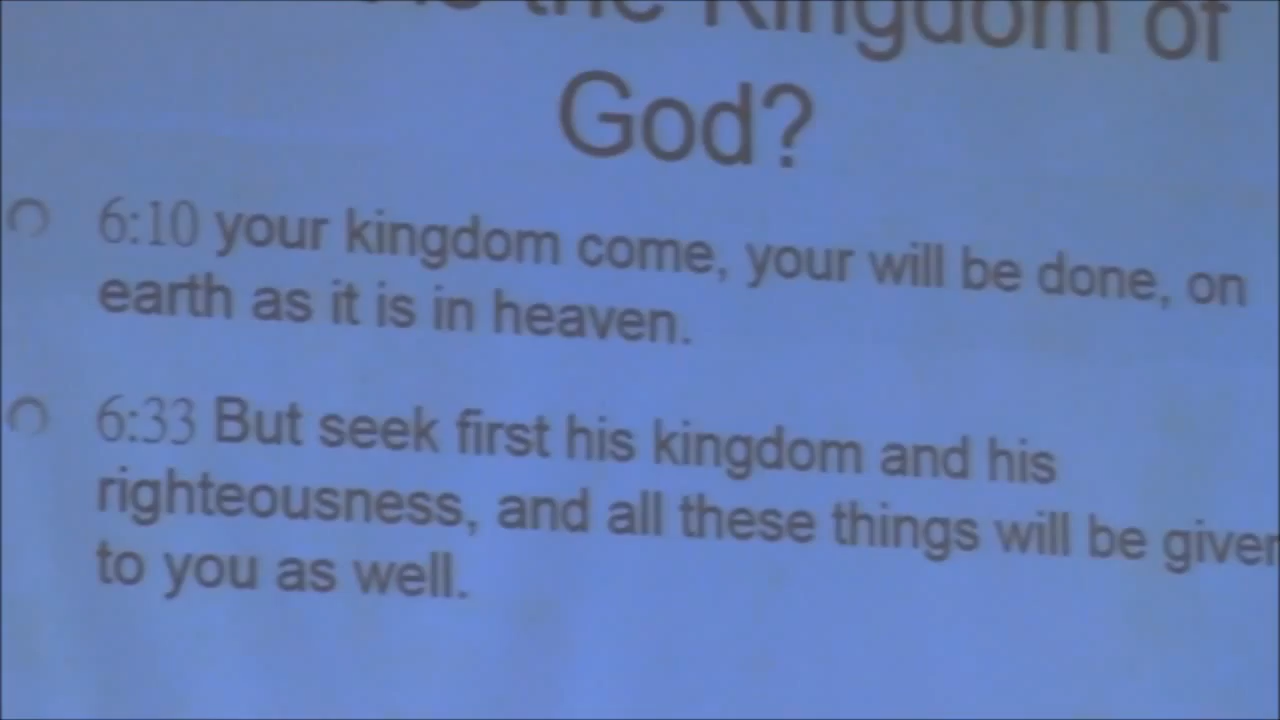 the Kingdom of
God?
6:10 your kingdom come, your will be done, on
earth as it is in heaven.
6:33 But seek first his kingdom and his
righteousness, and all these things will be given
to you as well.